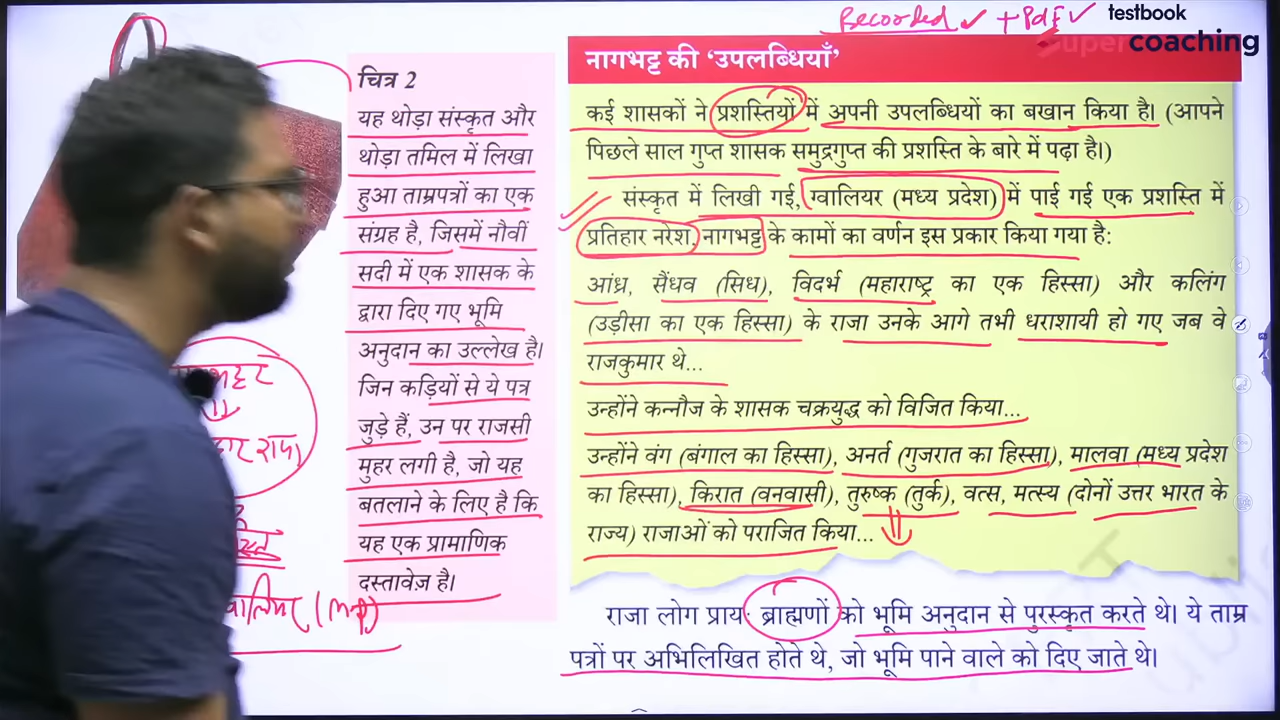 Recorded ✓ + Pdf ✓
testbook
supercoaching
नागभट्ट की ‘उपलब्धियाँ’
चित्र 2
यह थोड़ा संस्कृत और
थोड़ा तमिल में लिखा
हुआ ताम्रपत्रों का एक
संग्रह है, जिसमें नौवीं
सदी में एक शासक के
द्वारा दिए गए भूमि
अनुदान का उल्लेख है।
जिन कड़ियों से ये पत्र
जुड़े हैं, उन पर राजसी
मुहर लगी है, जो यह
बतलाने के लिए है कि
यह एक प्रामाणिक
दस्तावेज़ है।
कई शासकों ने प्रशस्तियों में अपनी उपलब्धियों का बखान किया है। (आपने
पिछले साल गुप्त शासक समुद्रगुप्त की प्रशस्ति के बारे में पढ़ा है।)
संस्कृत में लिखी गई, ग्वालियर (मध्य प्रदेश) में पाई गई एक प्रशस्ति में
प्रतिहार नरेश, नागभट्ट के कामों का वर्णन इस प्रकार किया गया है:
आंध्र, सैंधव (सिंध), विदर्भ (महाराष्ट्र का एक हिस्सा) और कलिंग
(उड़ीसा का एक हिस्सा) के राजा उनके आगे तभी धराशायी हो गए जब वे
राजकुमार थे...
उन्होंने कन्नौज के शासक चक्रयुद्ध को विजित किया...
उन्होंने वंग (बंगाल का हिस्सा), अनर्त (गुजरात का हिस्सा), मालवा (मध्य प्रदेश
का हिस्सा), किरात (वनवासी), तुरुष्क (तुर्क), वत्स, मत्स्य (दोनों उत्तर भारत के
राज्य) राजाओं को पराजित किया...
राजा लोग प्राय: ब्राह्मणों को भूमि अनुदान से पुरस्कृत करते थे। ये ताम्र
पत्रों पर अभिलिखित होते थे, जो भूमि पाने वाले को दिए जाते थे।
(mp)